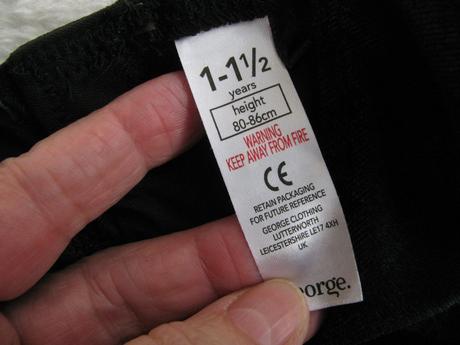 1-1½
years
height
80-86cm
WARNING
KEEP AWAY FROM FIRE
CE
RETAIN PACKAGING
FOR FUTURE REFERENCE
GEORGE CLOTHING
LUTTERWORTH
LEICESTERSHIRE LE17 4XH
UK
orge.